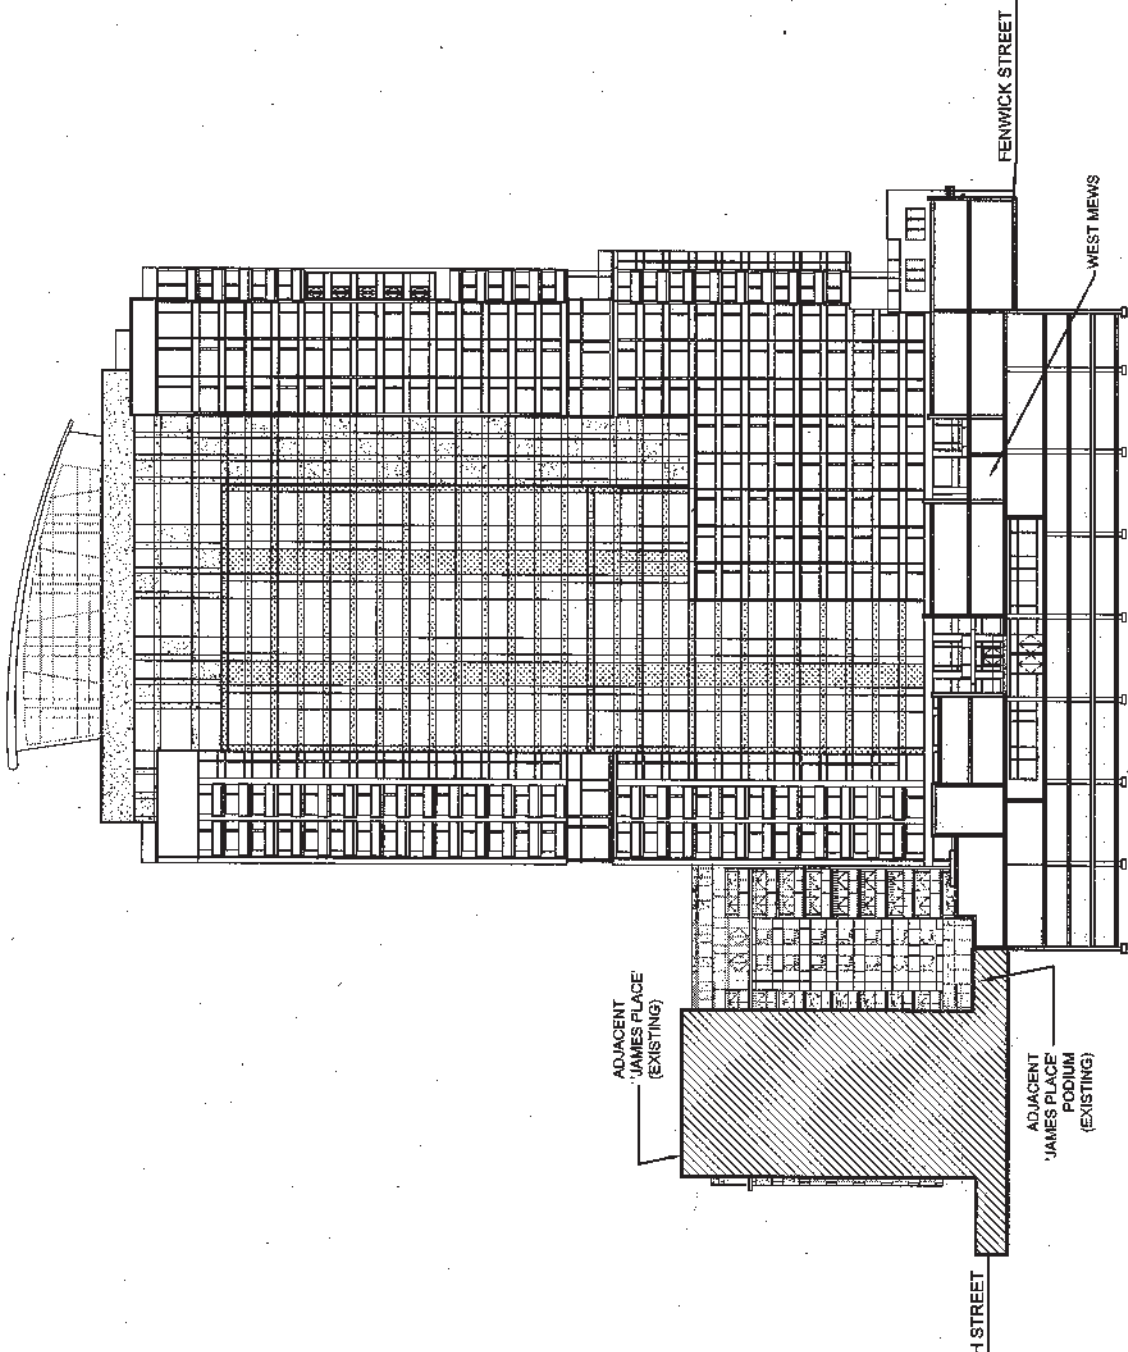 FENWICK STREET
WEST MEWS
ADJACENT
'JAMES PLACE'
(EXISTING)
ADJACENT
'JAMES PLACE'
PODIUM
(EXISTING)
H STREET